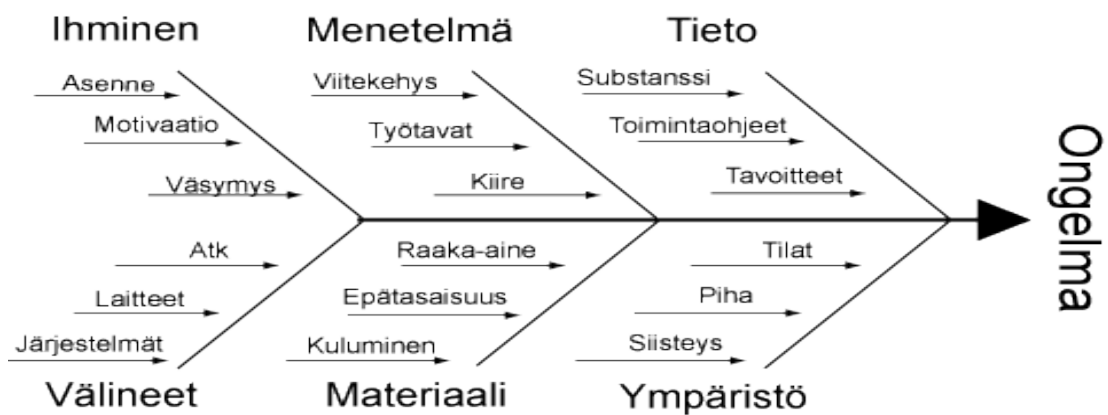 Ihminen
Menetelmä
Tieto
Asenne
Motivaatio
Väsymys
Viitekehys
Työtavat
Kiire
Substanssi
Toimintaohjeet
Tavoitteet
Ongelma
Atk
Laitteet
Järjestelmät
Raaka-aine
Epätasaisuus
Kuluminen
Tilat
Piha
Siisteys
Välineet
Materiaali
Ympäristö